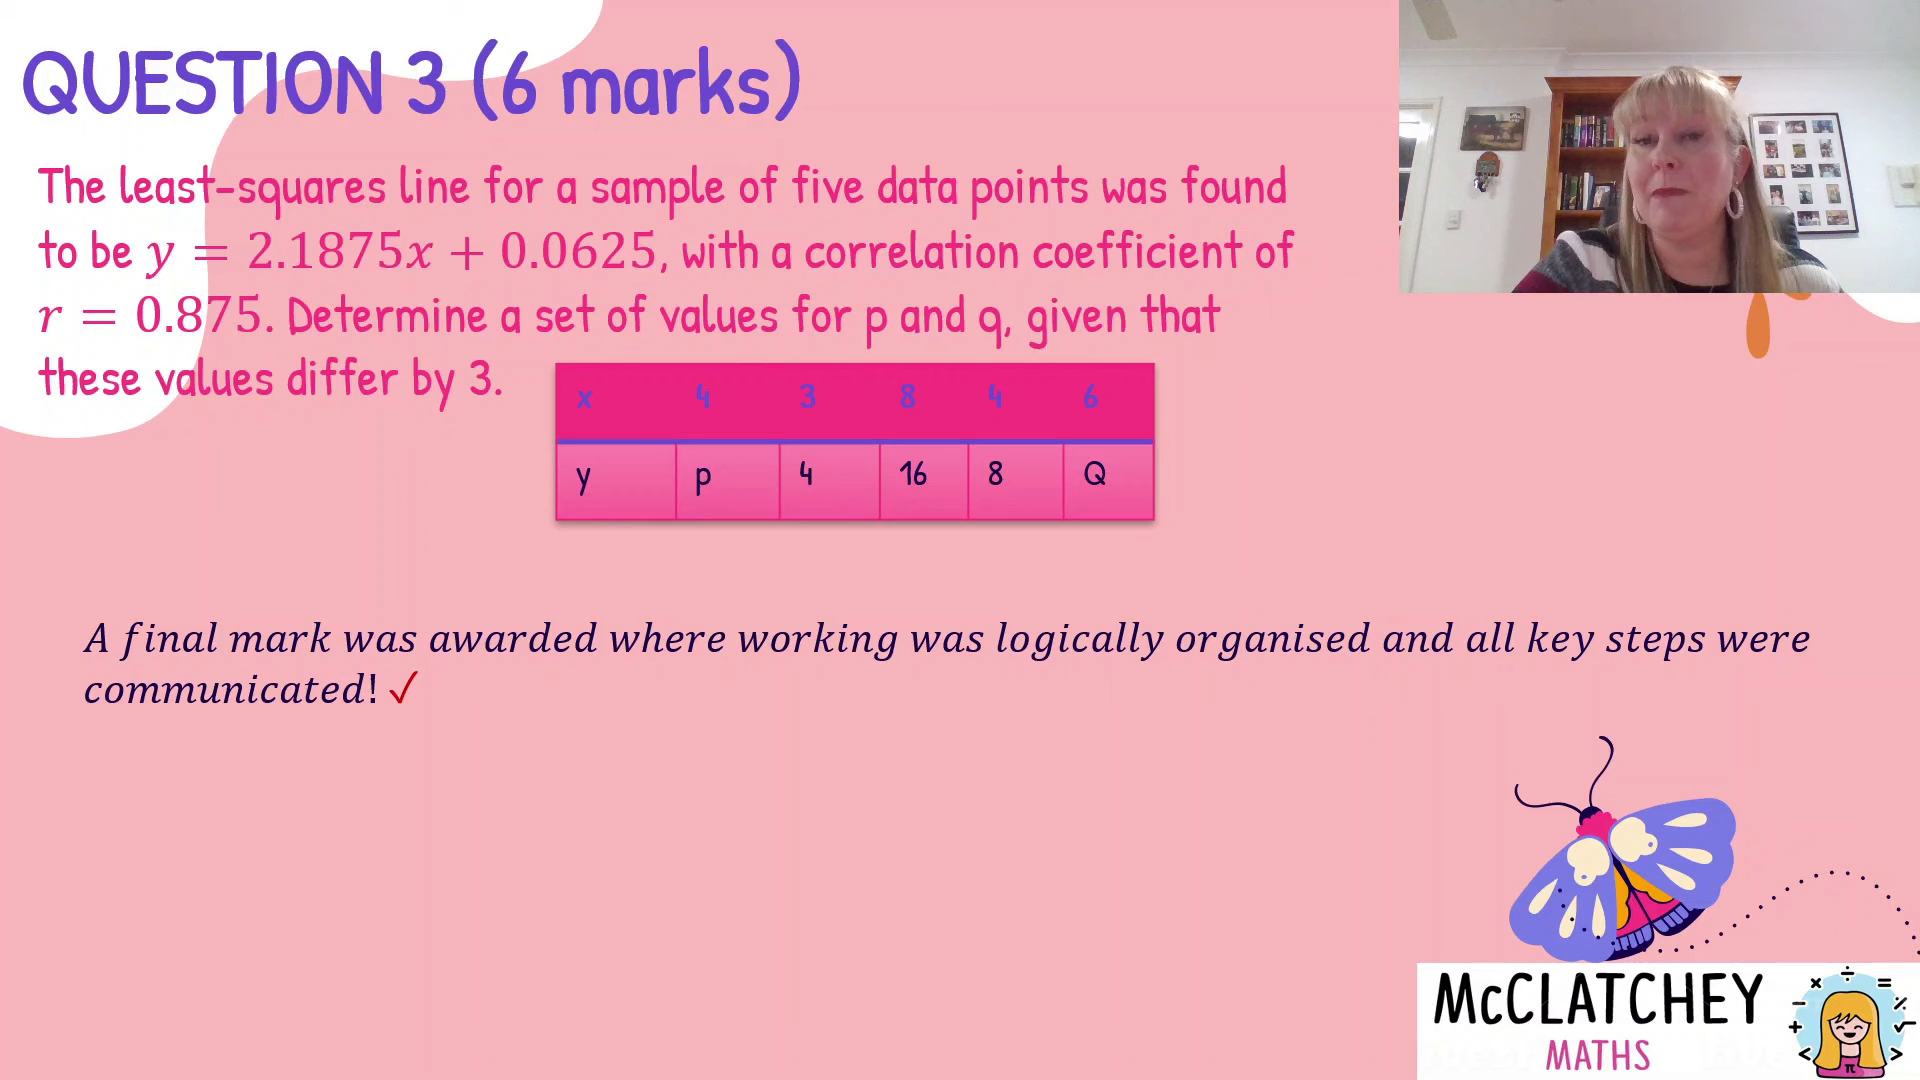 QUESTION 3 (6 marks)
The least-squares line for a sample of five data points was found
to be y = 2.1875x + 0.0625, with a correlation coefficient of
r = 0.875. Determine a set of values for p and q, given that
these values differ by 3.
x 4 3 8 4 6
y p 4 16 8 Q
A final mark was awarded where working was logically organised and all key steps were
communicated! ✓
McCLATCHEY
MATHS